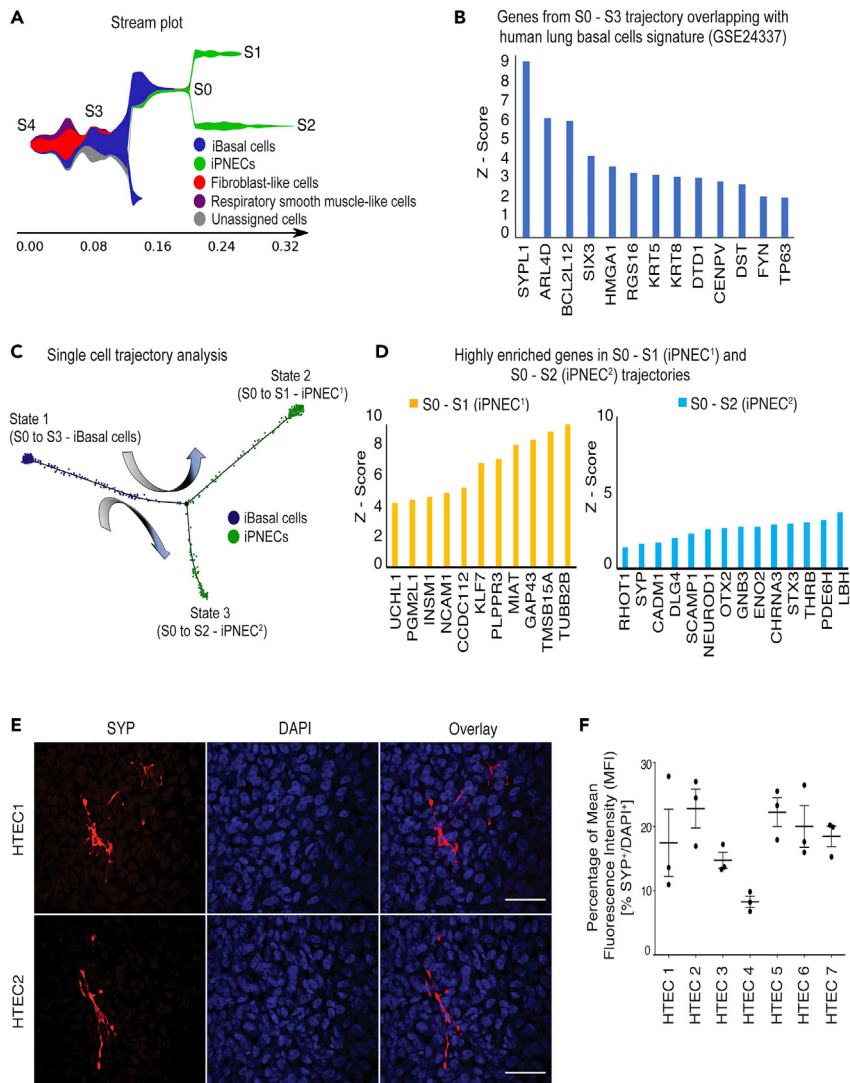 A
Stream plot
S1
S0
S3
S4
S2
iBasal cells
iPNECs
Fibroblast-like cells
Respiratory smooth muscle-like cells
Unassigned cells
0.00 0.08 0.16 0.24 0.32
B
Genes from S0 - S3 trajectory overlapping with
human lung basal cells signature (GSE24337)
Z - Score
9
8
7
6
5
4
3
2
1
0
SYPL1 ARL4D BCL2L12 SIX3 HMGA1 RGS16 KRT5 KRT8 DTD1 CENPV DST FYN TP63
C
Single cell trajectory analysis
State 2
(S0 to S1 - iPNEC¹)
State 1
(S0 to S3 - iBasal cells)
iBasal cells
iPNECs
State 3
(S0 to S2 - iPNEC²)
D
Highly enriched genes in S0 - S1 (iPNEC¹) and
S0 - S2 (iPNEC²) trajectories
S0 - S1 (iPNEC¹)
Z - Score
10
8
6
4
2
0
UCHL1 PGM2L1 INSM1 NCAM1 CCDC112 KLF7 PLPPR3 MIAT GAP43 TMSB15A TUBB2B
S0 - S2 (iPNEC²)
Z - Score
10
5
0
RHOT1 SYP CADM1 DLG4 SCAMP1 NEUROD1 OTX2 GNB3 ENO2 CHRNA3 STX3 THRB PDE6H LBH
E
SYP DAPI Overlay
HTEC1
HTEC2
F
Percentage of Mean
Fluorescence Intensity (MFI)
[% SYP⁺/DAPI⁺]
30
20
10
0
HTEC 1 HTEC 2 HTEC 3 HTEC 4 HTEC 5 HTEC 6 HTEC 7